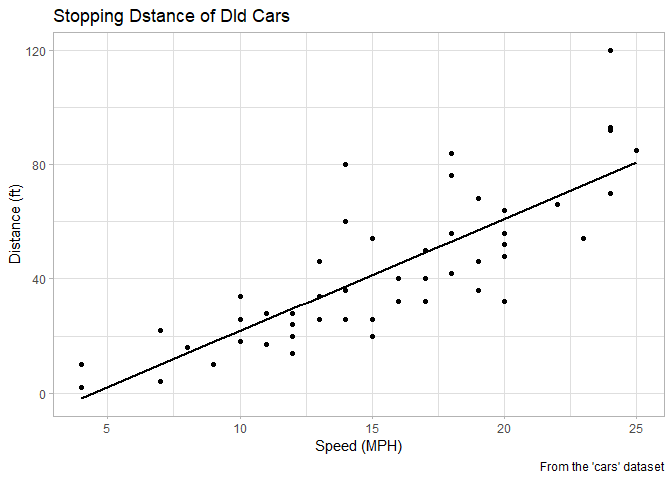 Stopping Dstance of Dld Cars
120
80
40
0
Distance (ft)
5 10 15 20 25
Speed (MPH)
From the 'cars' dataset